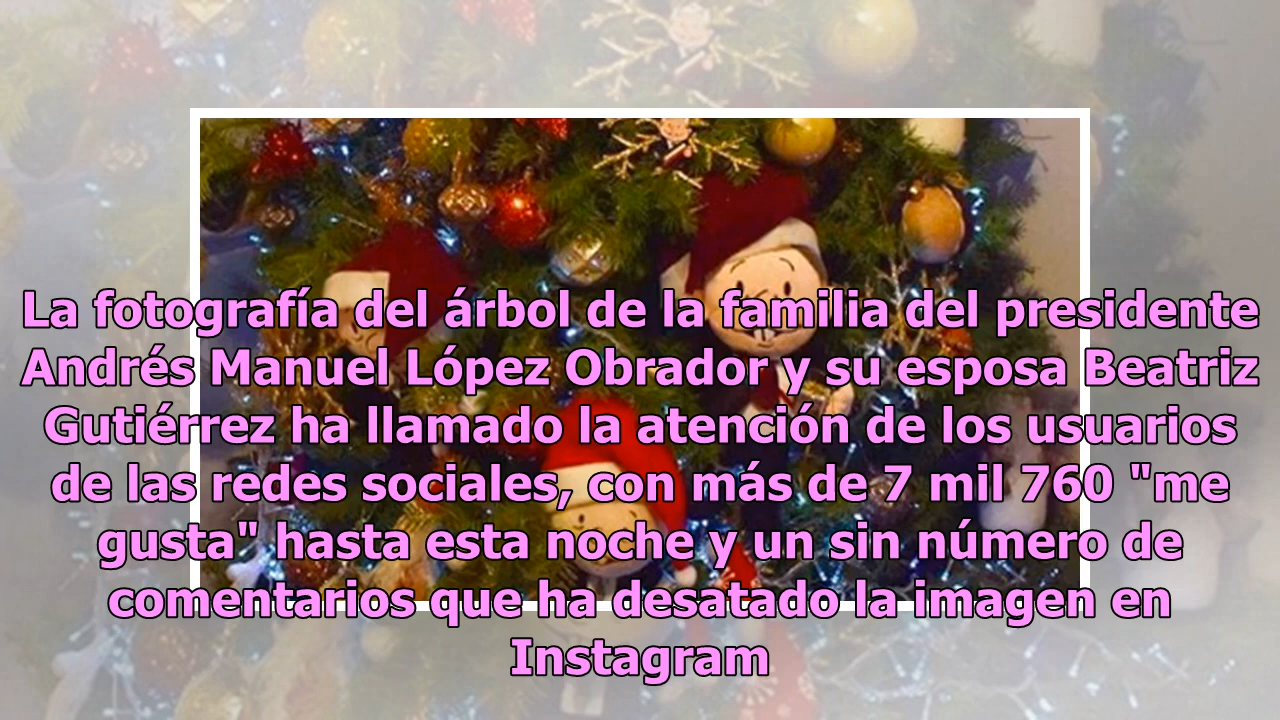 La fotografía del árbol de la familia del presidente
Andrés Manuel López Obrador y su esposa Beatriz
Gutiérrez ha llamado la atención de los usuarios
de las redes sociales, con más de 7 mil 760 "me
gusta" hasta esta noche y un sin número de
comentarios que ha desatado la imagen en
Instagram